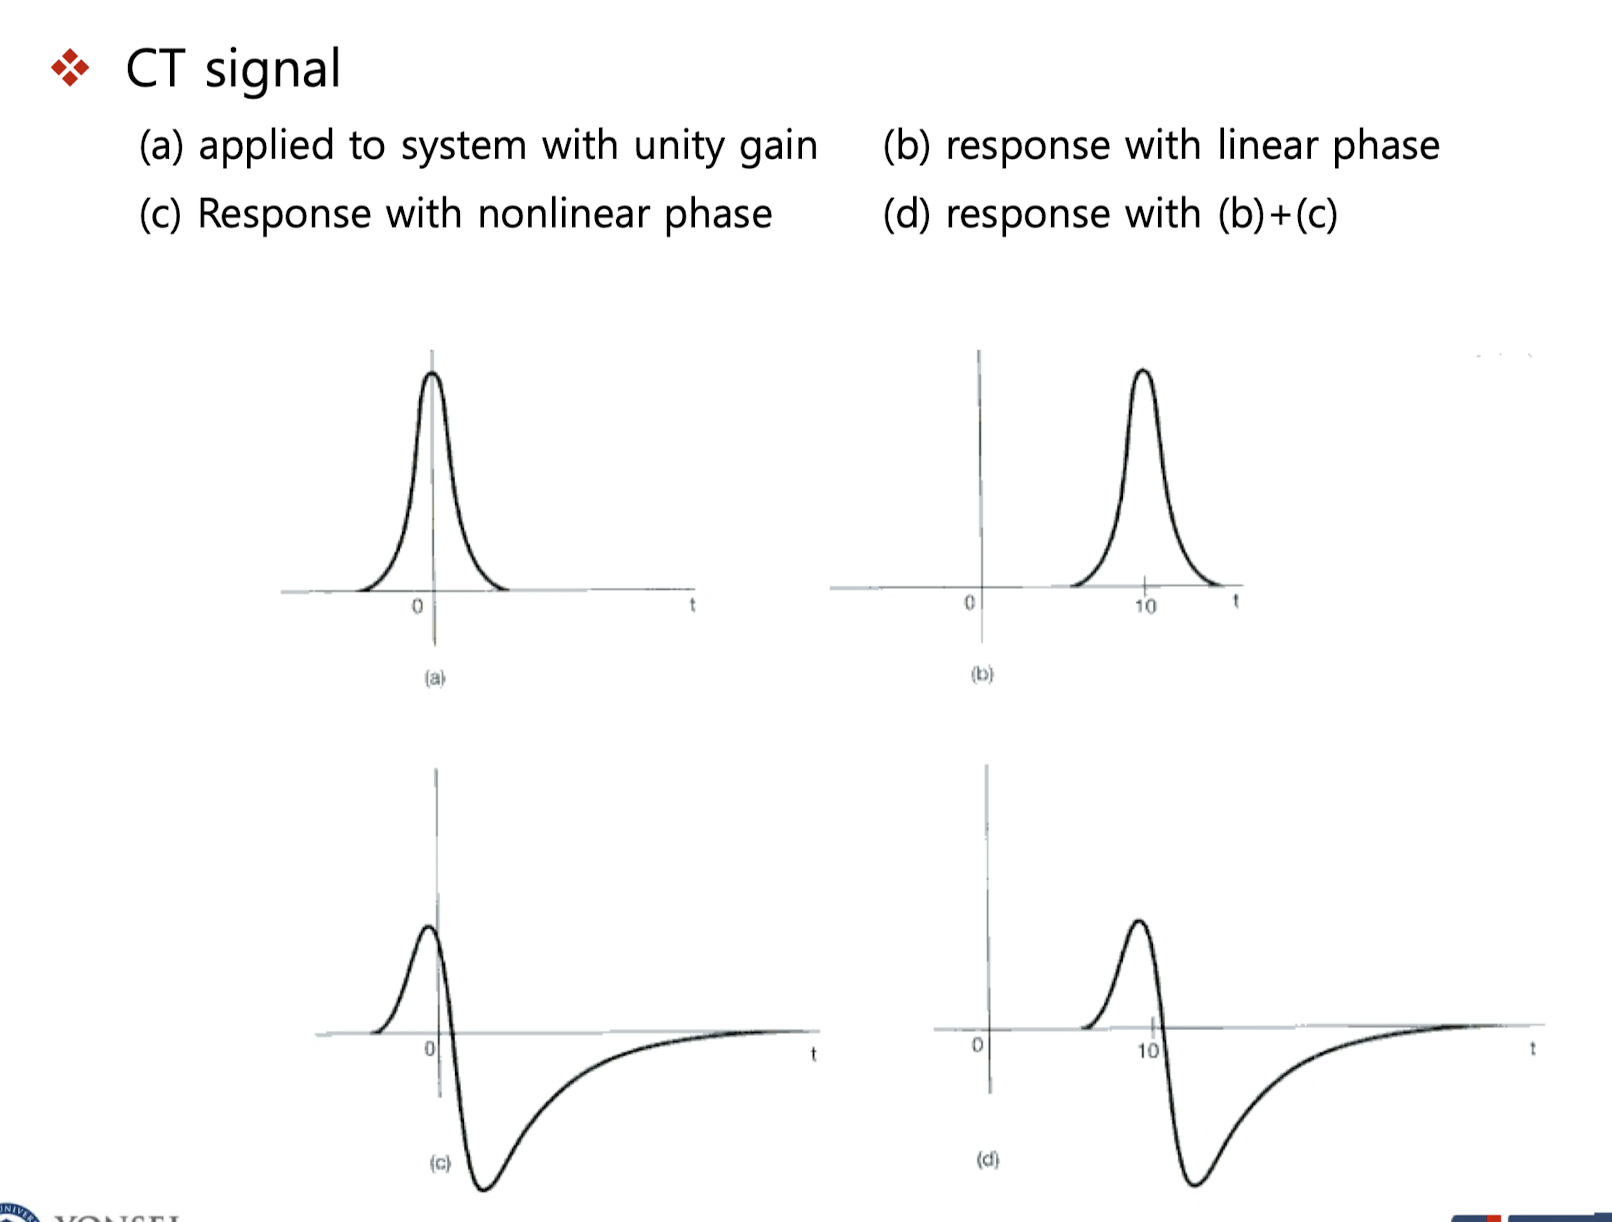 CT signal
(a) applied to system with unity gain (b) response with linear phase
(c) Response with nonlinear phase (d) response with (b)+(c)
0 t
(a)
0 10 t
(b)
0 t
(c)
0 10 t
(d)